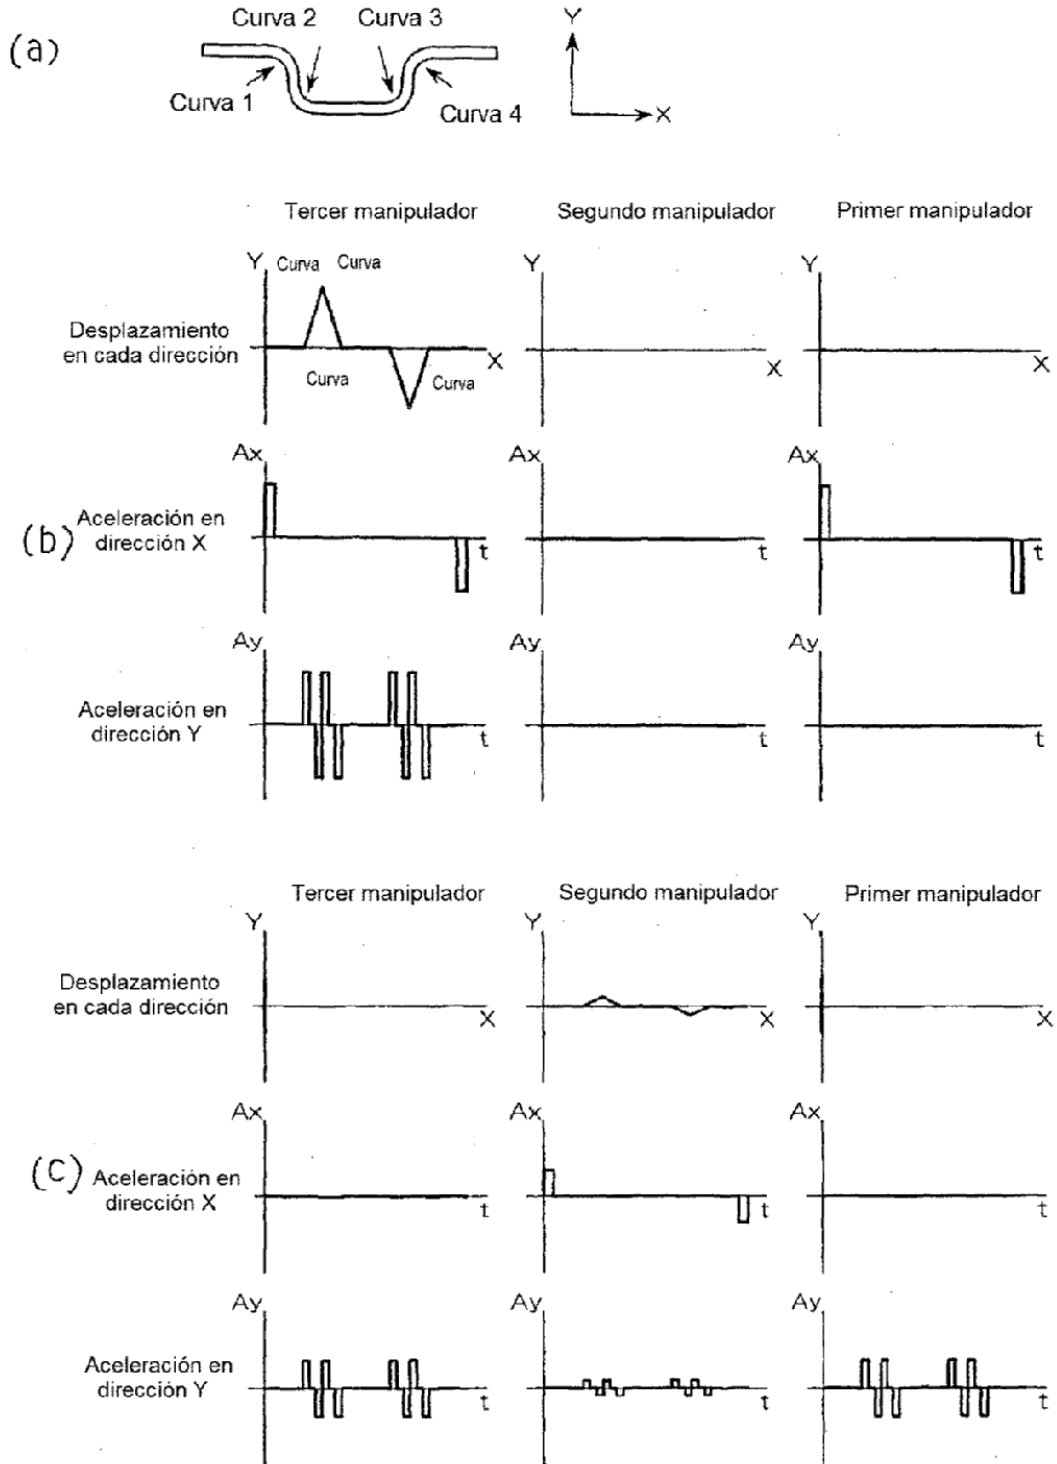 (a)
Curva 2 Curva 3
Curva 1
Curva 4
Y
X
Tercer manipulador Segundo manipulador Primer manipulador
Y Curva Curva Y Y
Desplazamiento
en cada dirección
Curva Curva X X X
Ax Ax Ax
(b)
Aceleración en
dirección X
t t t
Ay Ay Ay
Aceleración en
dirección Y
t t t
Tercer manipulador Segundo manipulador Primer manipulador
Y Y Y
Desplazamiento
en cada dirección
X X X
Ax Ax Ax
(c)
Aceleración en
dirección X
t t t
Ay Ay Ay
Aceleración en
dirección Y
t t t